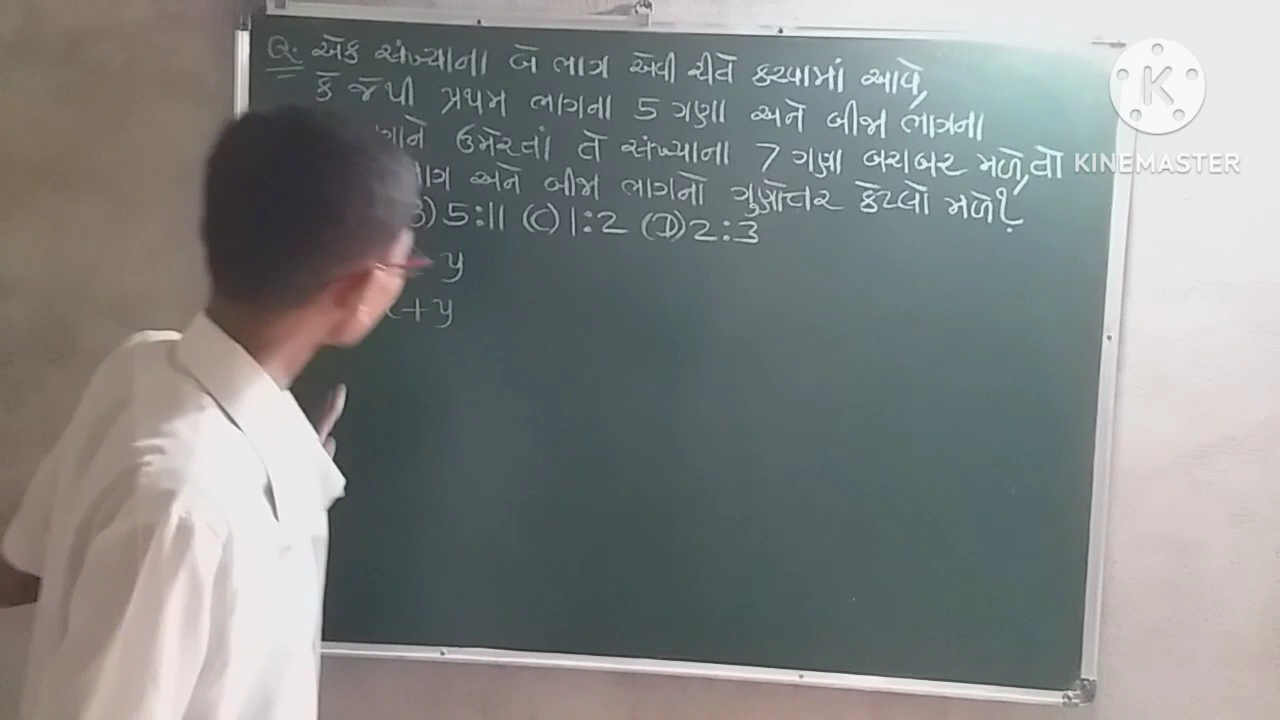 Q. એક સંખ્યાના બે ભાગ એવી રીતે કરવામાં આવે,
કે જેથી પ્રથમ ભાગના 5 ગણા અને બીજા ભાગના
ઉમેરતાં તે સંખ્યાના 7 ગણા બરાબર મળે, તો
અને બીજા ભાગનો ગુણોત્તર કેટલો મળે?
5:11 (C) 1:2 (D) 2:3
y
+ y
K
KINEMASTER